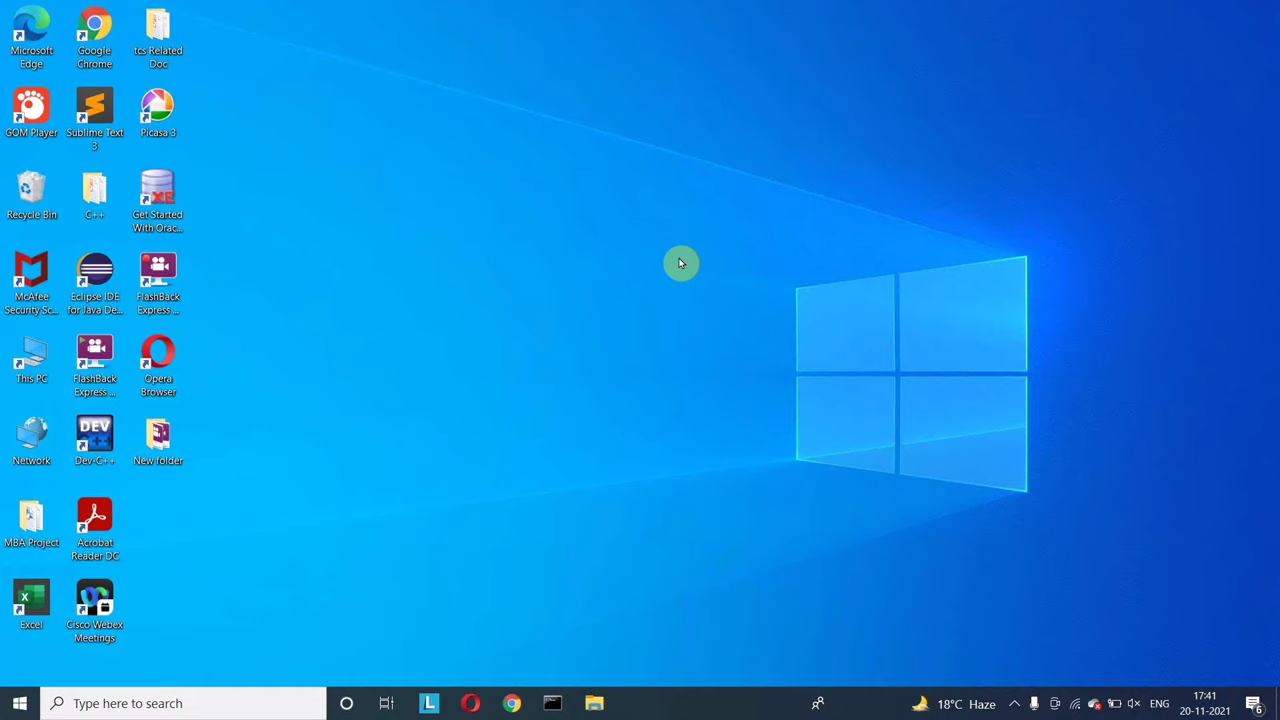 Microsoft
Edge
Google
Chrome
tcs Related
Doc
GOM Player
Sublime Text
3
Picasa 3
Recycle Bin
C++
XE
Get Started
With Orac...
McAfee
Security Sc...
Eclipse IDE
for Java De...
FlashBack
Express ...
This PC
FlashBack
Express ...
Opera
Browser
Network
DEV
C++
Dev-C++
New folder
MBA Project
Acrobat
Reader DC
X
Excel
Cisco Webex
Meetings
Type here to search
L
18°C Haze
ENG
17:41
20-11-2021
6